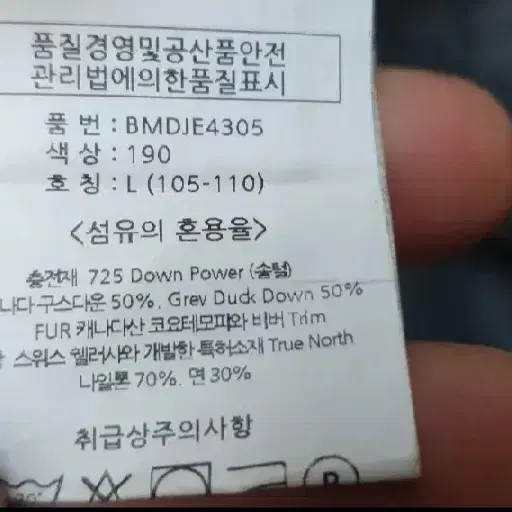 품질경영및공산품안전
관리법에의한품질표시
품 번 : BMDJE4305
색 상 : 190
호 칭 : L (105-110)
<섬유의 혼용율>
충전재 725 Down Power (솜털)
나다구스다운 50%, Grey Duck Down 50%
FUR 캐나다산 코요테모피와 비버 Trim
스위스 쉘러사와 개발한 특허소재 True North
나일론 70%, 면 30%
취급상주의사항